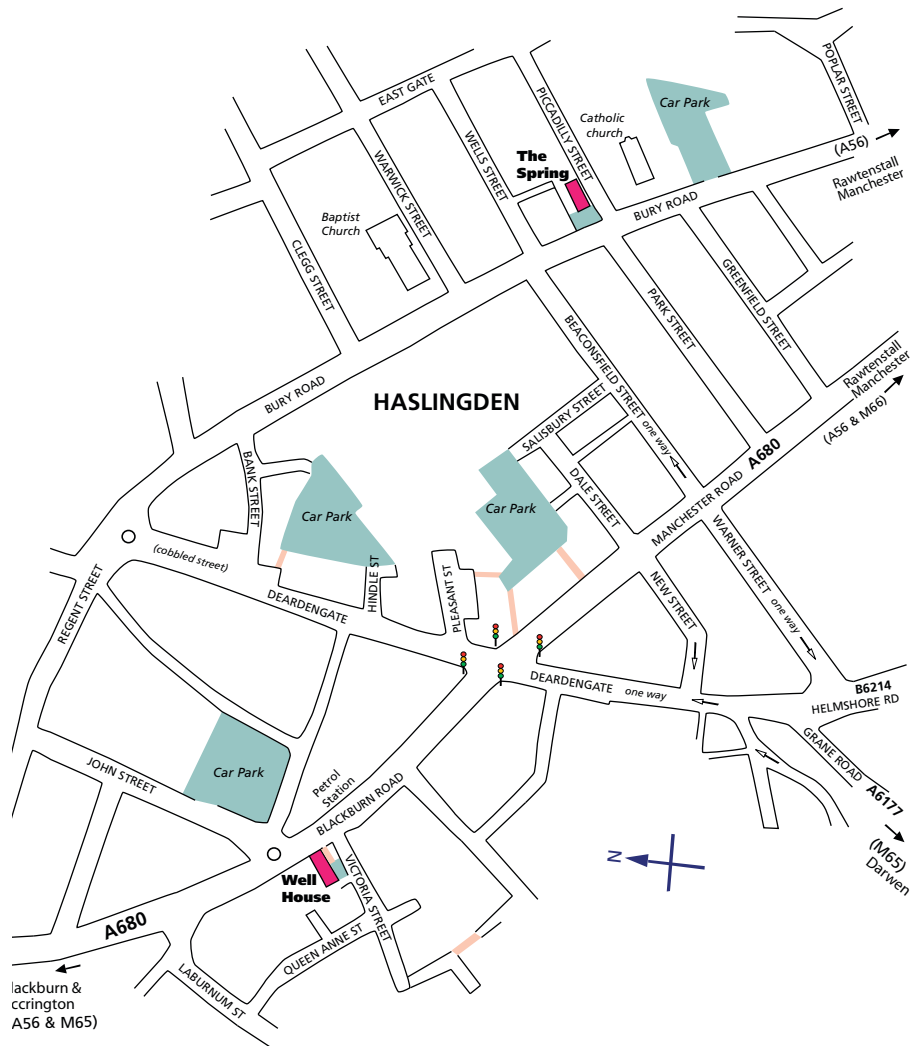 POPLAR STREET
EAST GATE
PICCADILLY STREET
Car Park
Catholic
church
(A56)
Rawtenstall
Manchester
WELLS STREET
WARWICK STREET
The
Spring
BURY ROAD
Baptist
Church
CLEGG STREET
GREENFIELD STREET
PARK STREET
BEACONSFIELD STREET
one way
Rawtenstall
Manchester
(A56 & M66)
BURY ROAD
HASLINGDEN
SALISBURY STREET
A680
MANCHESTER ROAD
BANK STREET
Car Park
Car Park
DALE STREET
WARNER STREET
one way
(cobbled street)
HINDLE ST
PLEASANT ST
NEW STREET
REGENT STREET
DEARDENGATE
DEARDENGATE
one way
B6214
HELMSHORE RD
GRANE ROAD
A6177
(M65)
Darwen
JOHN STREET
Car Park
Petrol
Station
BLACKBURN ROAD
N
Well
House
VICTORIA STREET
QUEEN ANNE ST
A680
LABURNUM ST
lackburn &
ccrington
A56 & M65)